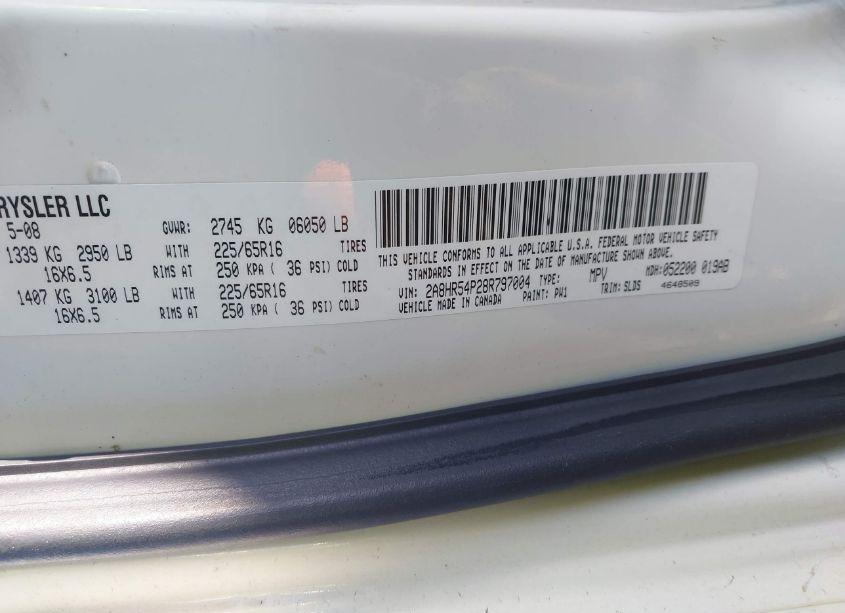 RYSLER LLC
5-08 GVWR: 2745 KG 06050 LB
1339 KG 2950 LB WITH 225/65R16 TIRES
16X6.5 RIMS AT 250 KPA ( 36 PSI) COLD
1407 KG 3100 LB WITH 225/65R16 TIRES
16X6.5 RIMS AT 250 KPA ( 36 PSI) COLD
THIS VEHICLE CONFORMS TO ALL APPLICABLE U.S.A. FEDERAL MOTOR VEHICLE SAFETY
STANDARDS IN EFFECT ON THE DATE OF MANUFACTURE SHOWN ABOVE.
VIN: 2A8HR54P28R797004 TYPE: MPV MDH: 052200 019AB
VEHICLE MADE IN CANADA PAINT: PW1 TRIM: SLDS 4648509